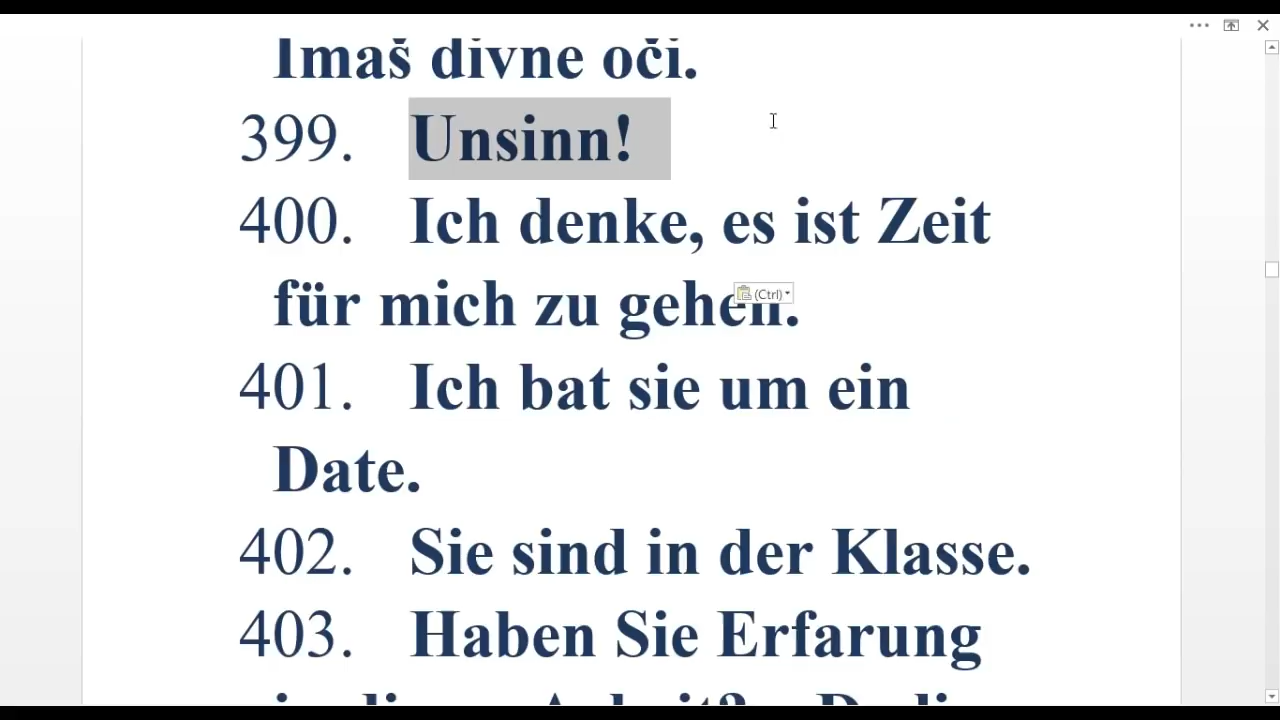 Imaš divne oči.
399. Unsinn!
400. Ich denke, es ist Zeit
für mich zu gehen.
(Ctrl)
401. Ich bat sie um ein
Date.
402. Sie sind in der Klasse.
403. Haben Sie Erfarung